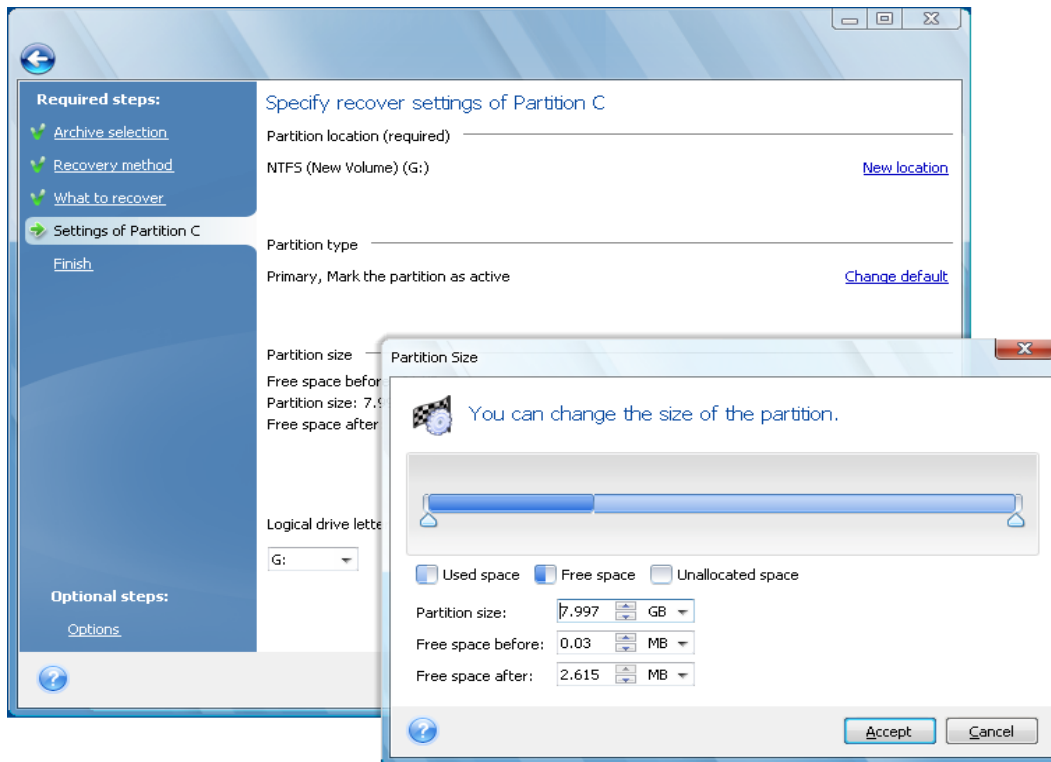 Required steps:
Archive selection
Recovery method
What to recover
Settings of Partition C
Finish
Optional steps:
Options
Specify recover settings of Partition C
Partition location (required)
NTFS (New Volume) (G:)
New location
Partition type
Primary, Mark the partition as active
Change default
Partition size
Free space befor
Partition size: 7.9
Free space after
Logical drive lette
G:
Partition Size
You can change the size of the partition.
Used space Free space Unallocated space
Partition size: 7.997 GB
Free space before: 0.03 MB
Free space after: 2.615 MB
Accept Cancel